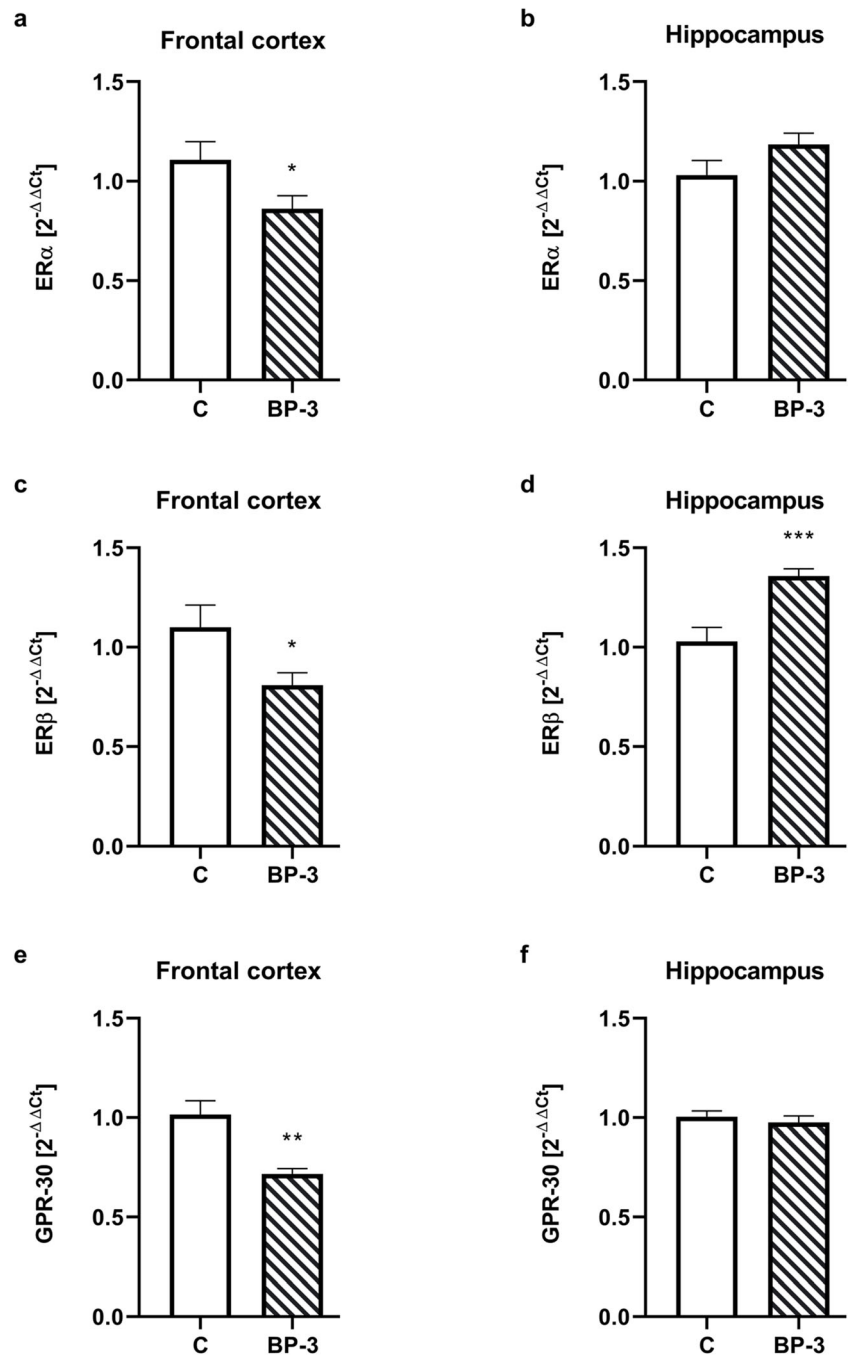 a
Frontal cortex
1.5
1.0
0.5
0.0
ERα [2^-ΔΔCt]
*
C BP-3
b
Hippocampus
1.5
1.0
0.5
0.0
ERα [2^-ΔΔCt]
C BP-3
c
Frontal cortex
1.5
1.0
0.5
0.0
ERβ [2^-ΔΔCt]
*
C BP-3
d
Hippocampus
1.5
1.0
0.5
0.0
ERβ [2^-ΔΔCt]
***
C BP-3
e
Frontal cortex
1.5
1.0
0.5
0.0
GPR-30 [2^-ΔΔCt]
**
C BP-3
f
Hippocampus
1.5
1.0
0.5
0.0
GPR-30 [2^-ΔΔCt]
C BP-3